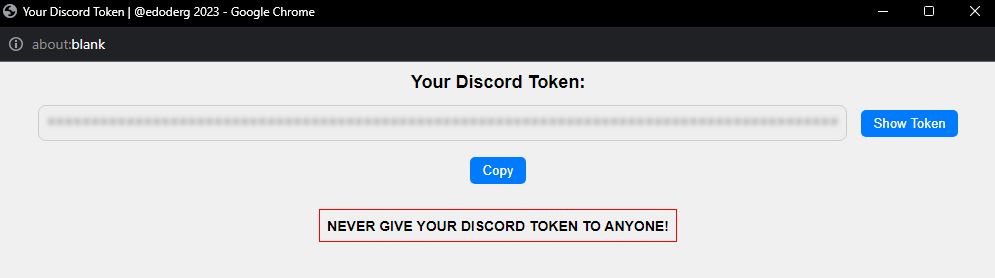 Your Discord Token | @edoderg 2023 - Google Chrome
about:blank
Your Discord Token:
Show Token
Copy
NEVER GIVE YOUR DISCORD TOKEN TO ANYONE!